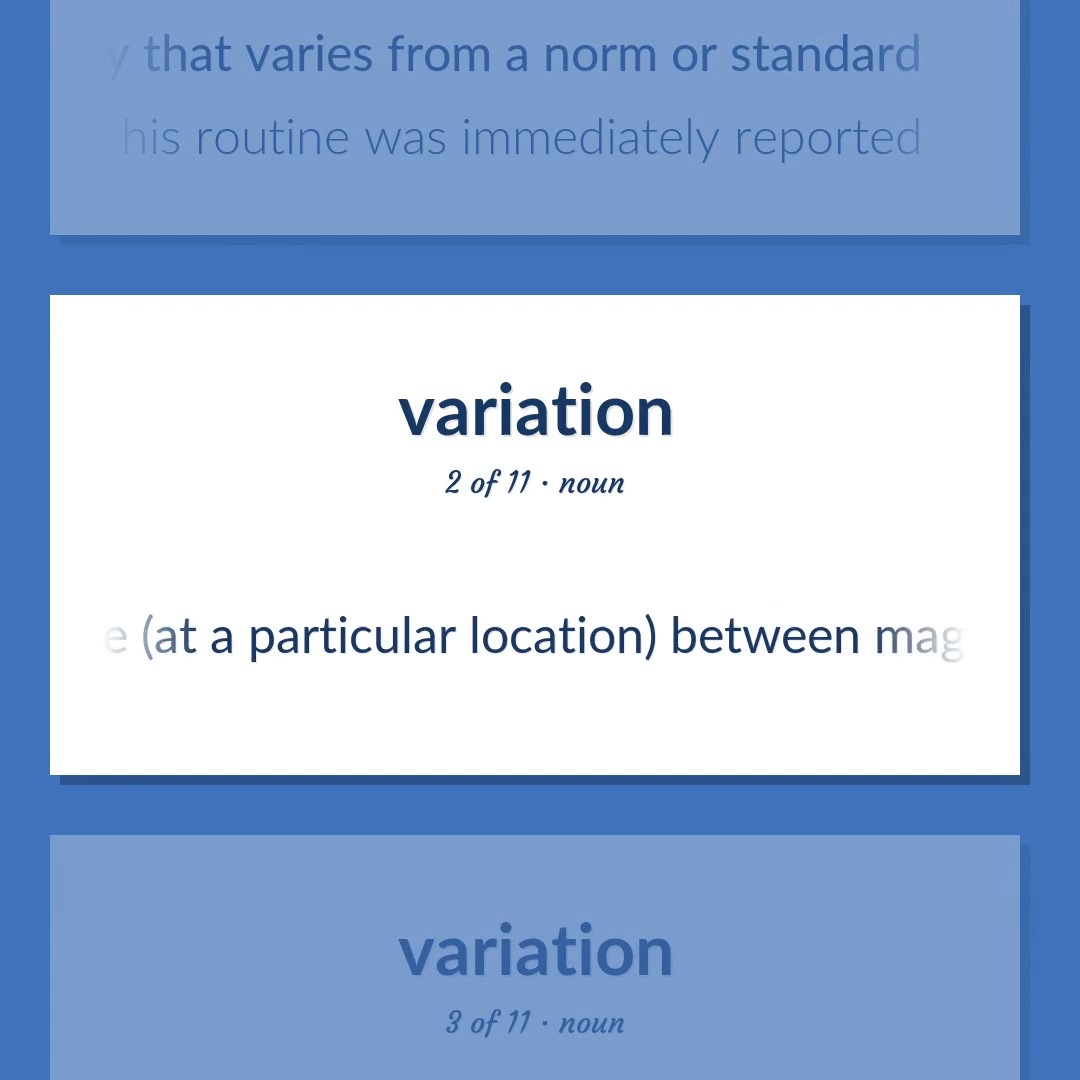 y that varies from a norm or standard
his routine was immediately reported
variation
2 of 11 · noun
e (at a particular location) between mag
variation
3 of 11 · noun